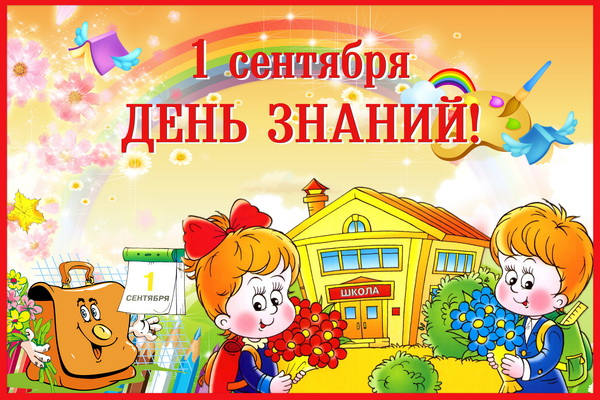 1 сентября
ДЕНЬ ЗНАНИЙ!
ШКОЛА
1
СЕНТЯБРЯ